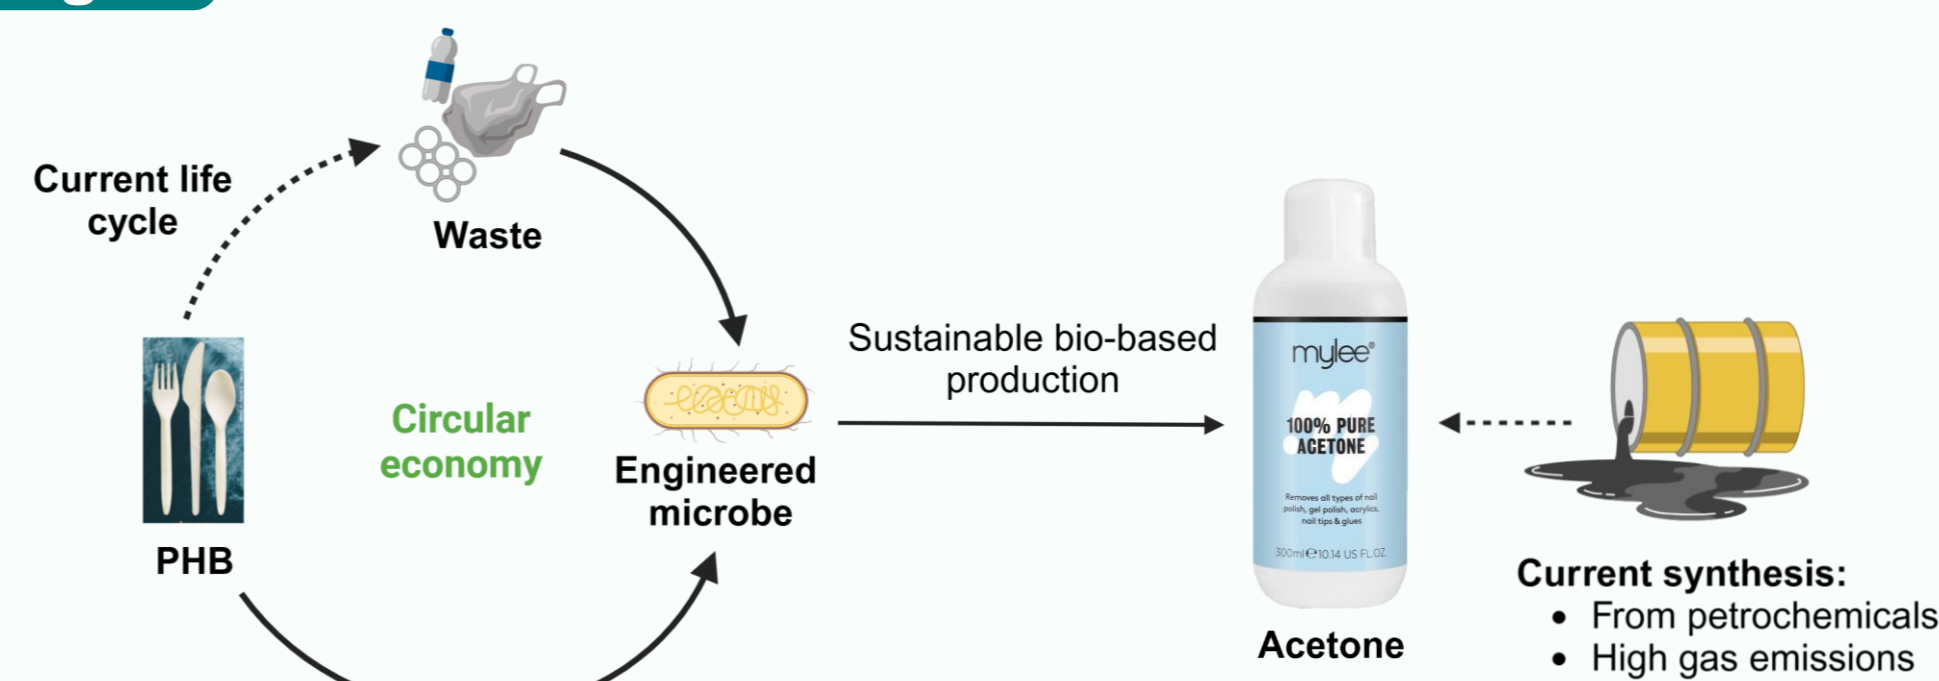 Current life
cycle
Waste
PHB
Circular
economy
Engineered
microbe
Sustainable bio-based
production
mylee®
100% PURE
ACETONE
Removes all types of nail
polish, gel polish, acrylics,
nail tips & glues
300ml ℮ 10.14 US FL.OZ.
Acetone
Current synthesis:
• From petrochemicals
• High gas emissions